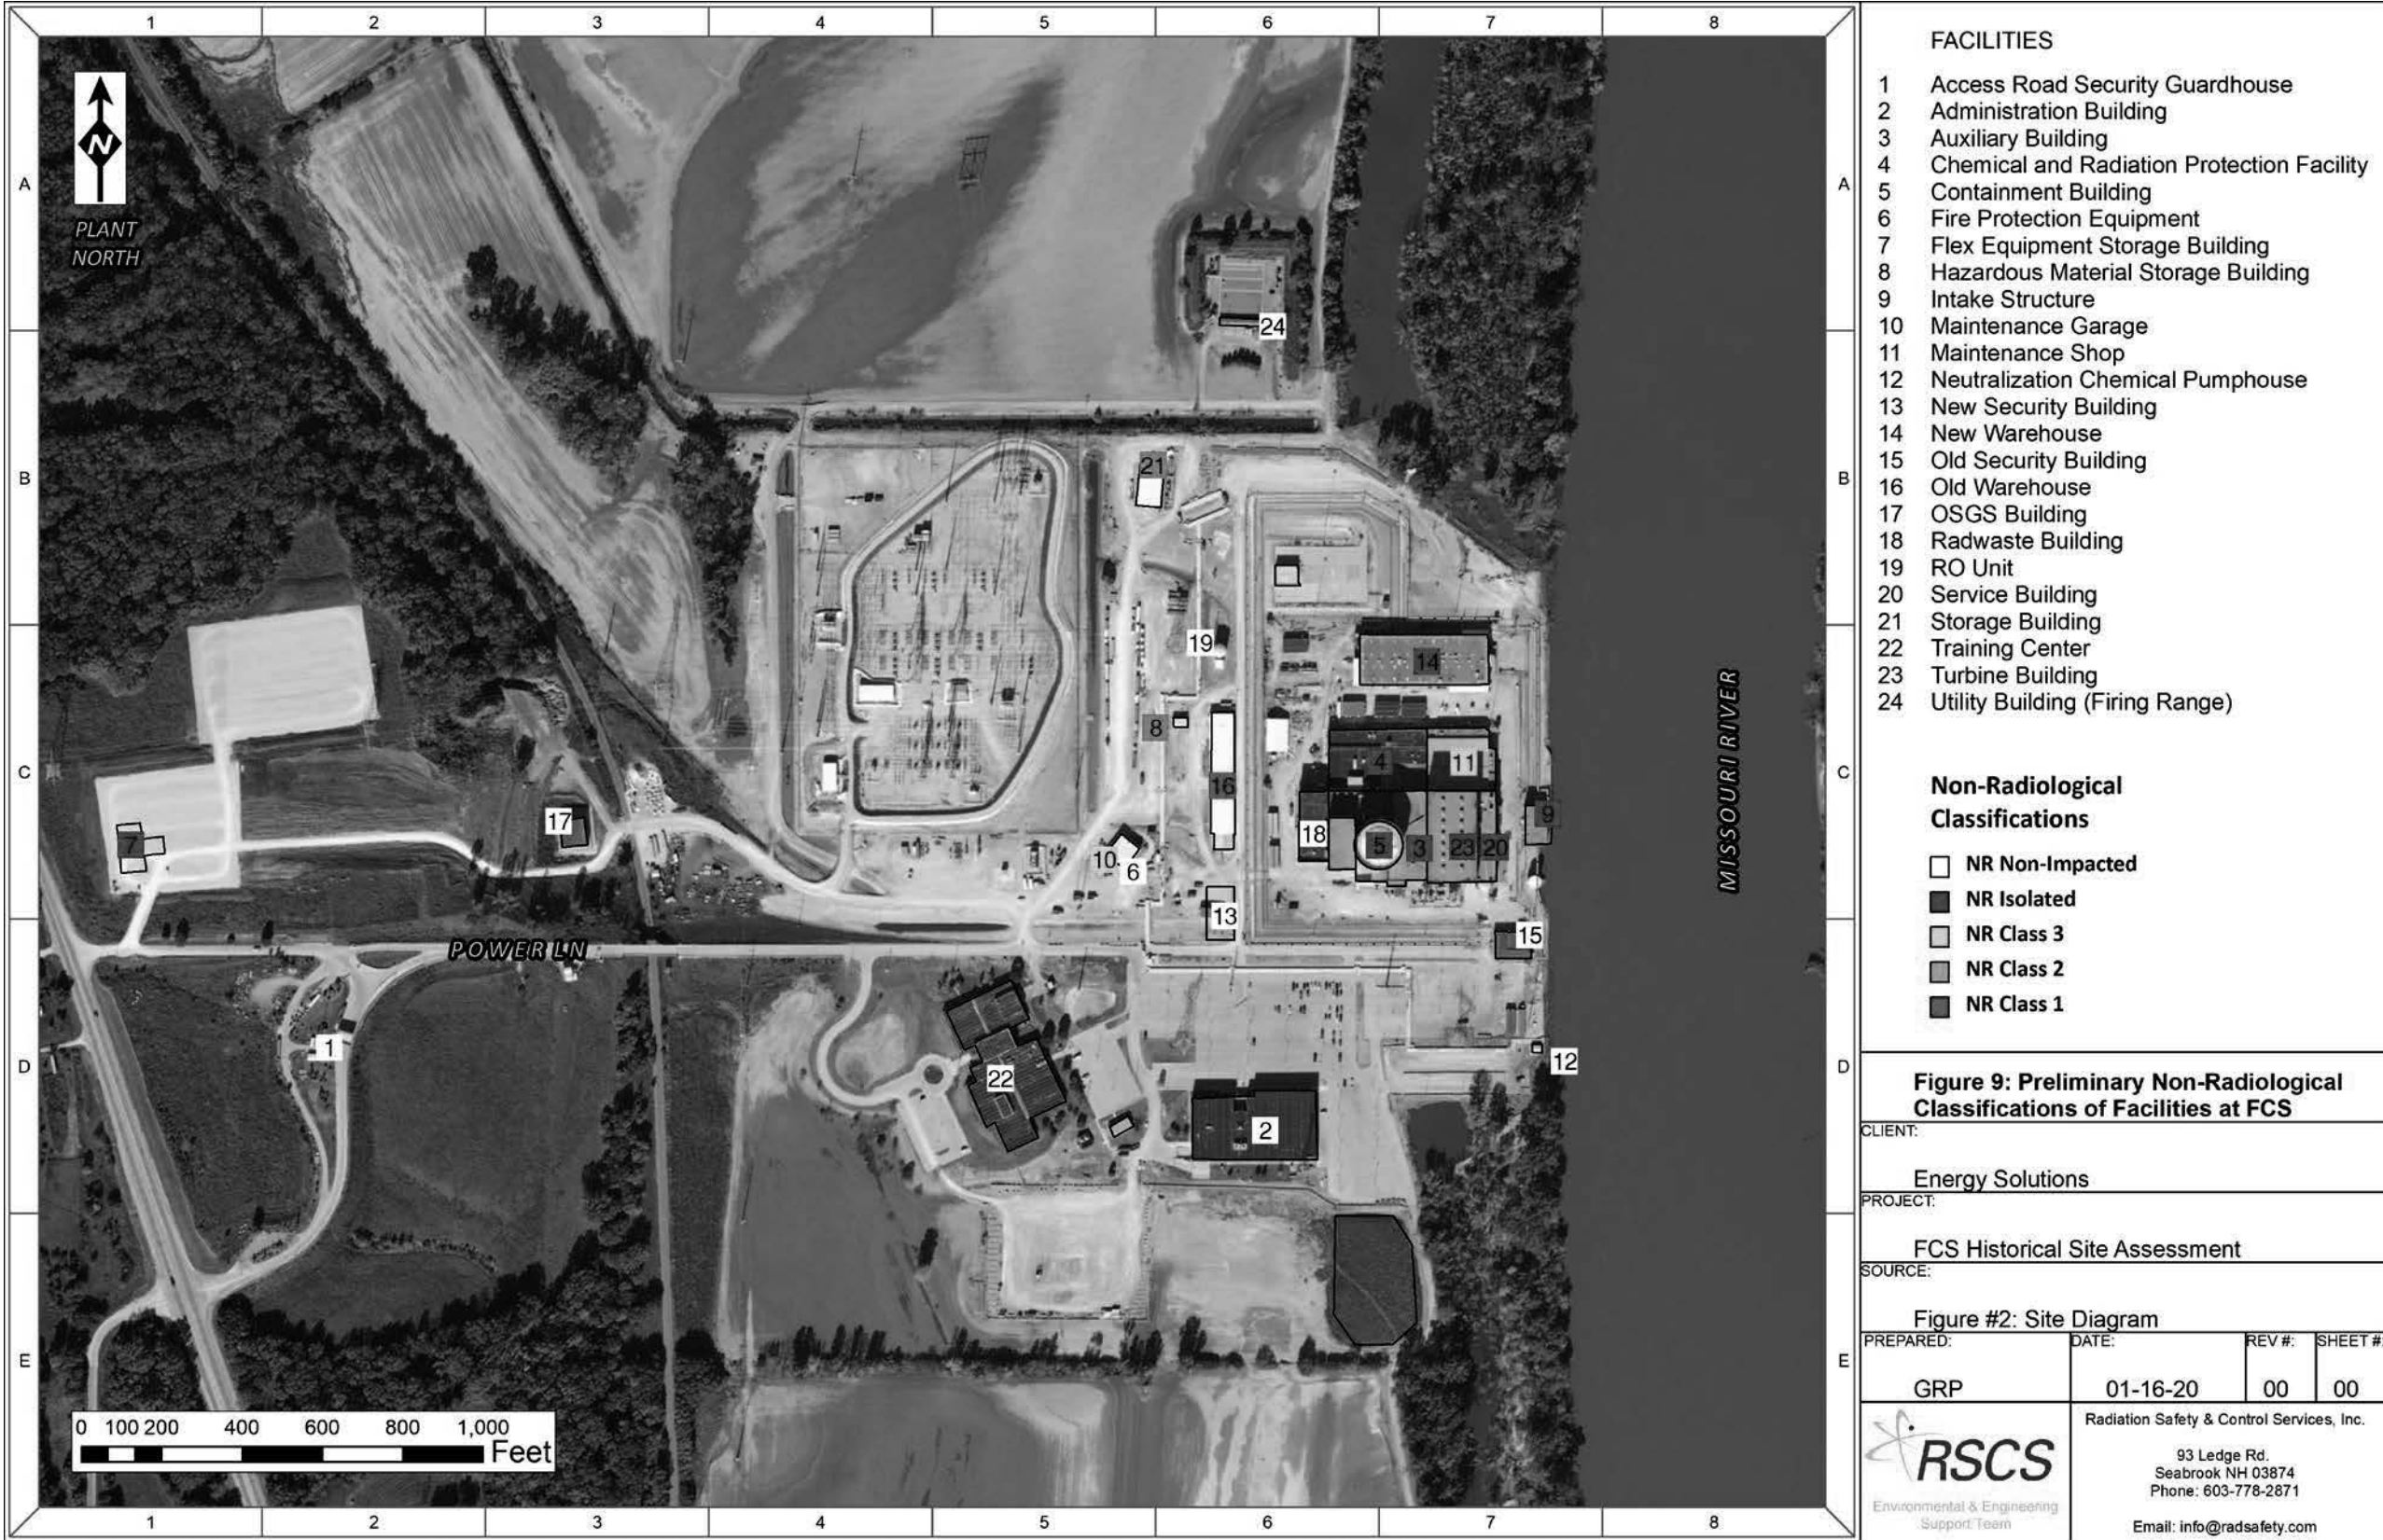 1 2 3 4 5 6 7 8
A
B
C
D
E
A
B
C
D
E
N
PLANT
NORTH
24
21
19
14
8
4
11
16
9
17
7
18
5
3
23
20
10
6
13
15
POWER LN
MISSOURI RIVER
1
12
22
2
0 100 200 400 600 800 1,000
Feet
1 2 3 4 5 6 7 8
FACILITIES
1 Access Road Security Guardhouse
2 Administration Building
3 Auxiliary Building
4 Chemical and Radiation Protection Facility
5 Containment Building
6 Fire Protection Equipment
7 Flex Equipment Storage Building
8 Hazardous Material Storage Building
9 Intake Structure
10 Maintenance Garage
11 Maintenance Shop
12 Neutralization Chemical Pumphouse
13 New Security Building
14 New Warehouse
15 Old Security Building
16 Old Warehouse
17 OSGS Building
18 Radwaste Building
19 RO Unit
20 Service Building
21 Storage Building
22 Training Center
23 Turbine Building
24 Utility Building (Firing Range)
Non-Radiological
Classifications
NR Non-Impacted
NR Isolated
NR Class 3
NR Class 2
NR Class 1
Figure 9: Preliminary Non-Radiological
Classifications of Facilities at FCS
CLIENT:
Energy Solutions
PROJECT:
FCS Historical Site Assessment
SOURCE:
Figure #2: Site Diagram
PREPARED: DATE: REV #: SHEET #:
GRP 01-16-20 00 00
RSCS
Environmental & Engineering
Support Team
Radiation Safety & Control Services, Inc.
93 Ledge Rd.
Seabrook NH 03874
Phone: 603-778-2871
Email: info@radsafety.com